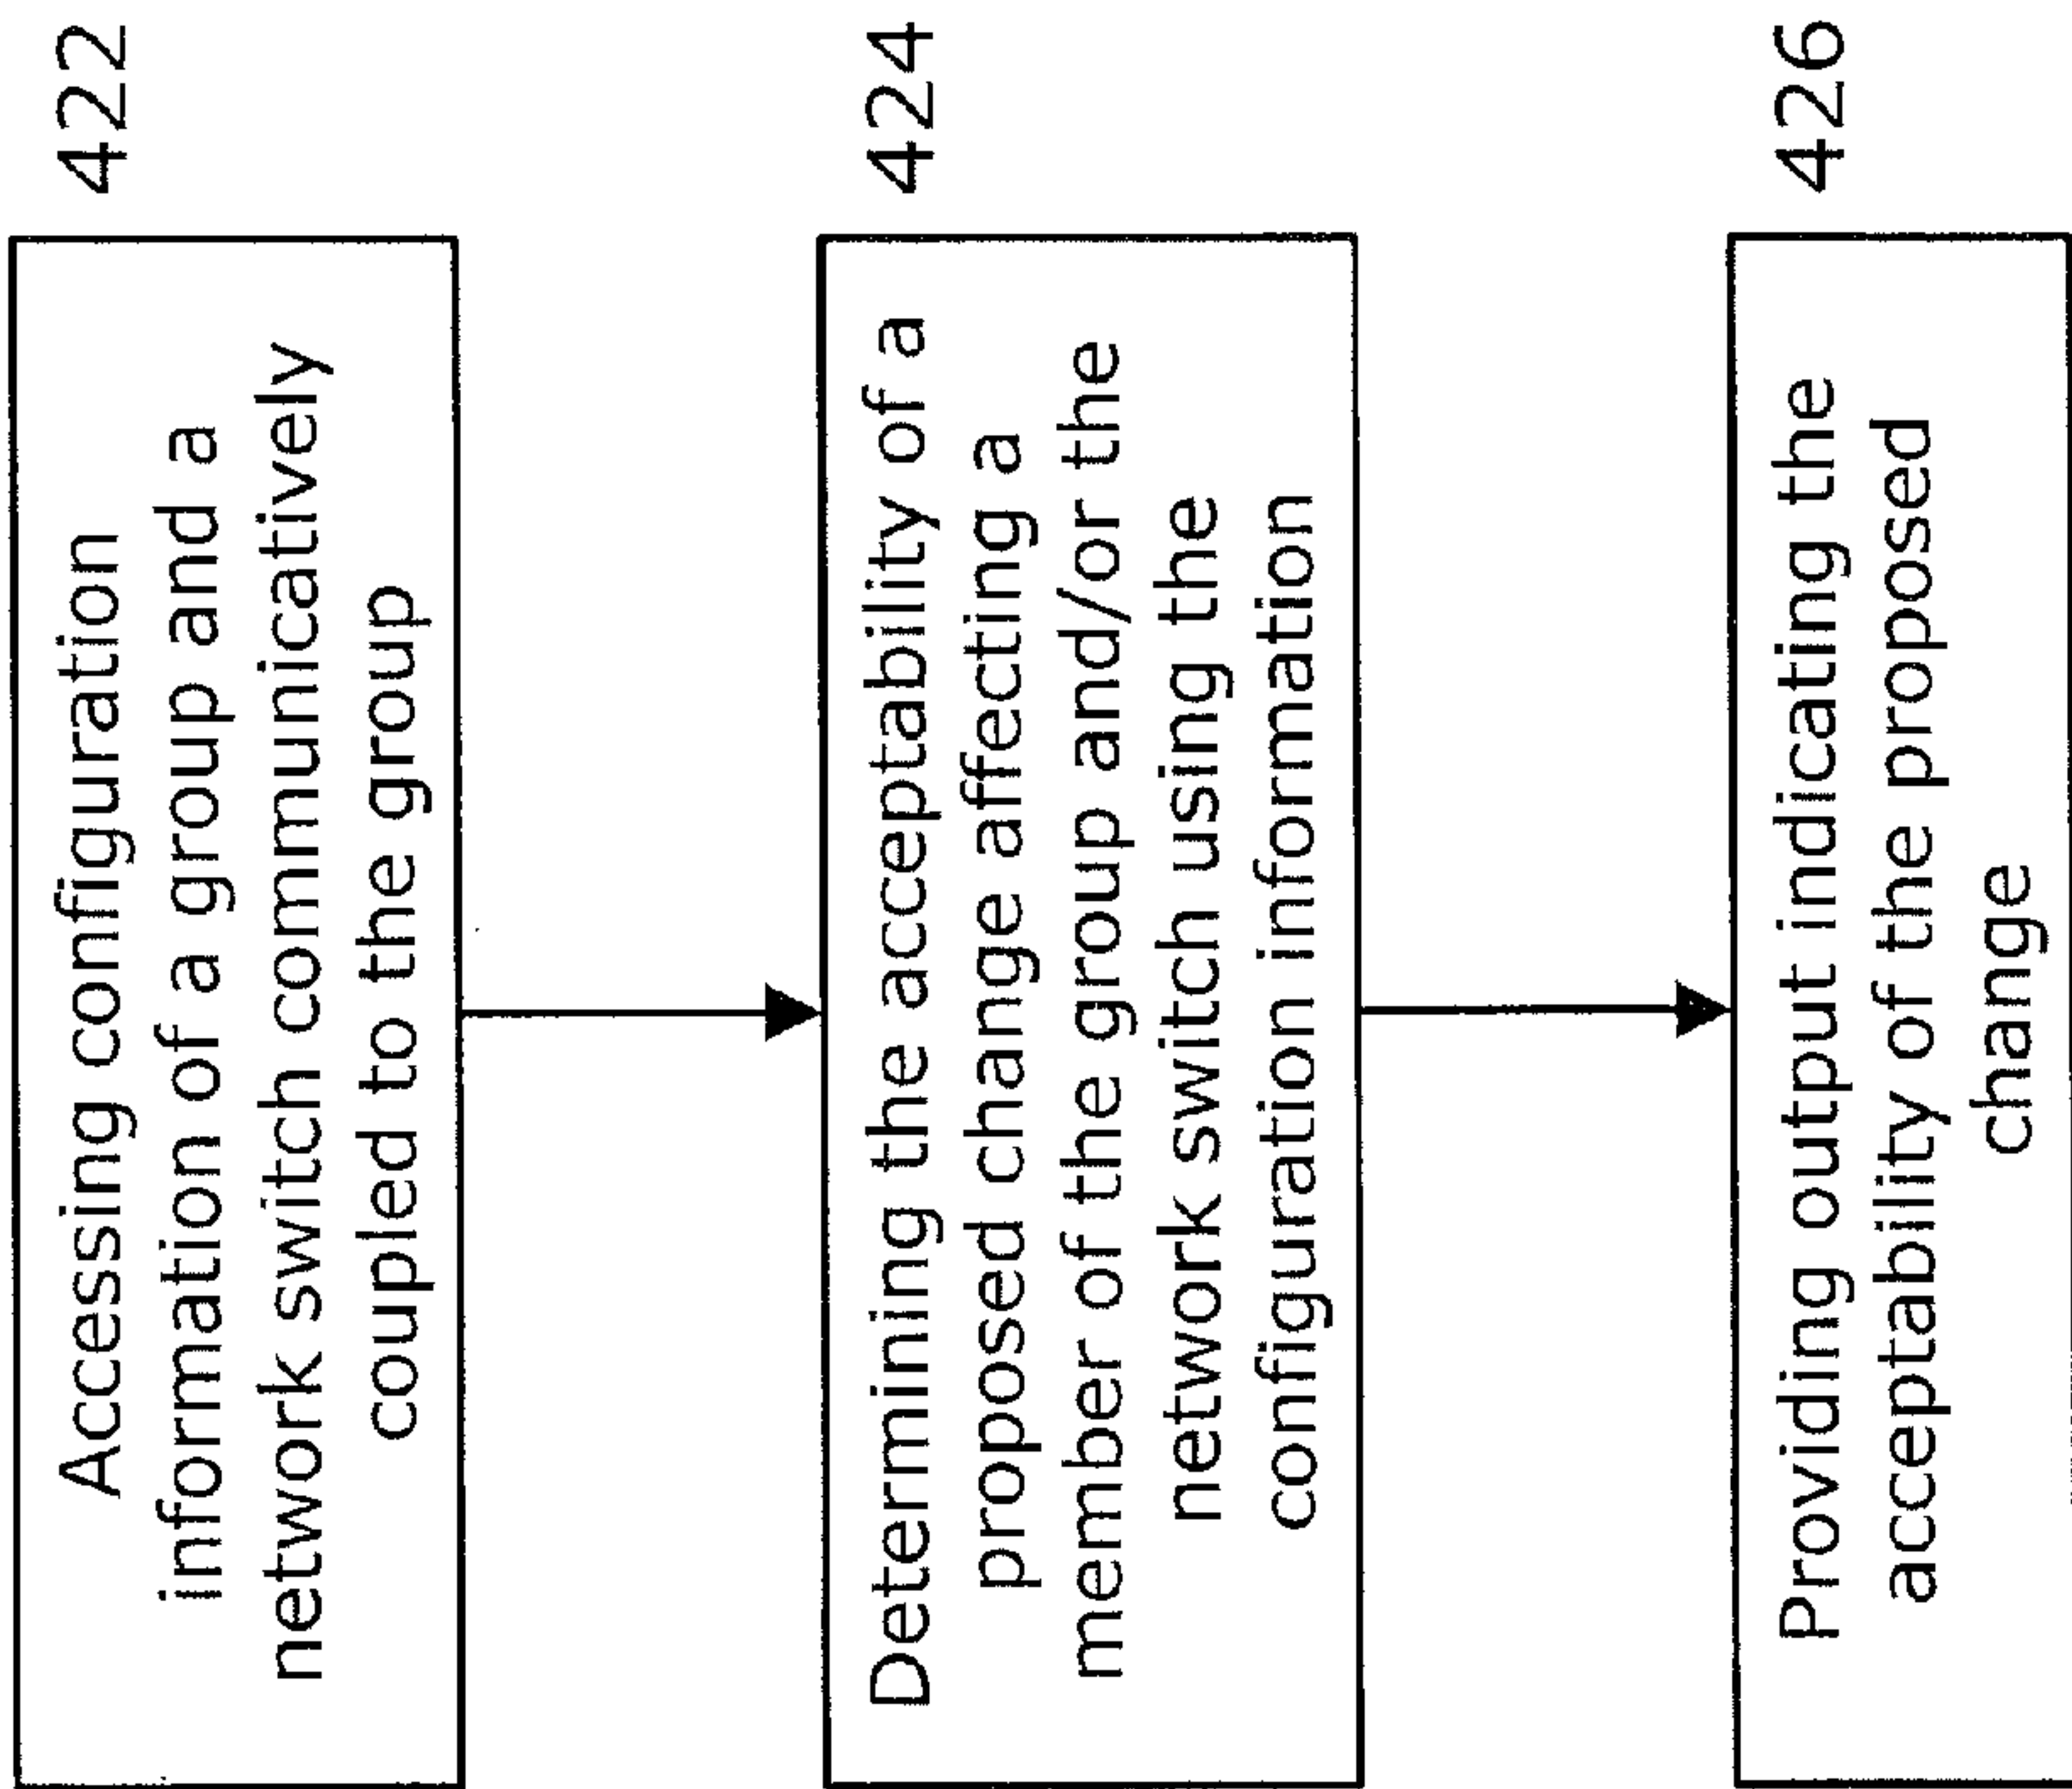 422
Accessing configuration
information of a group and a
network switch communicatively
coupled to the group
424
Determining the acceptability of a
proposed change affecting a
member of the group and/or the
network switch using the
configuration information
426
Providing output indicating the
acceptability of the proposed
change